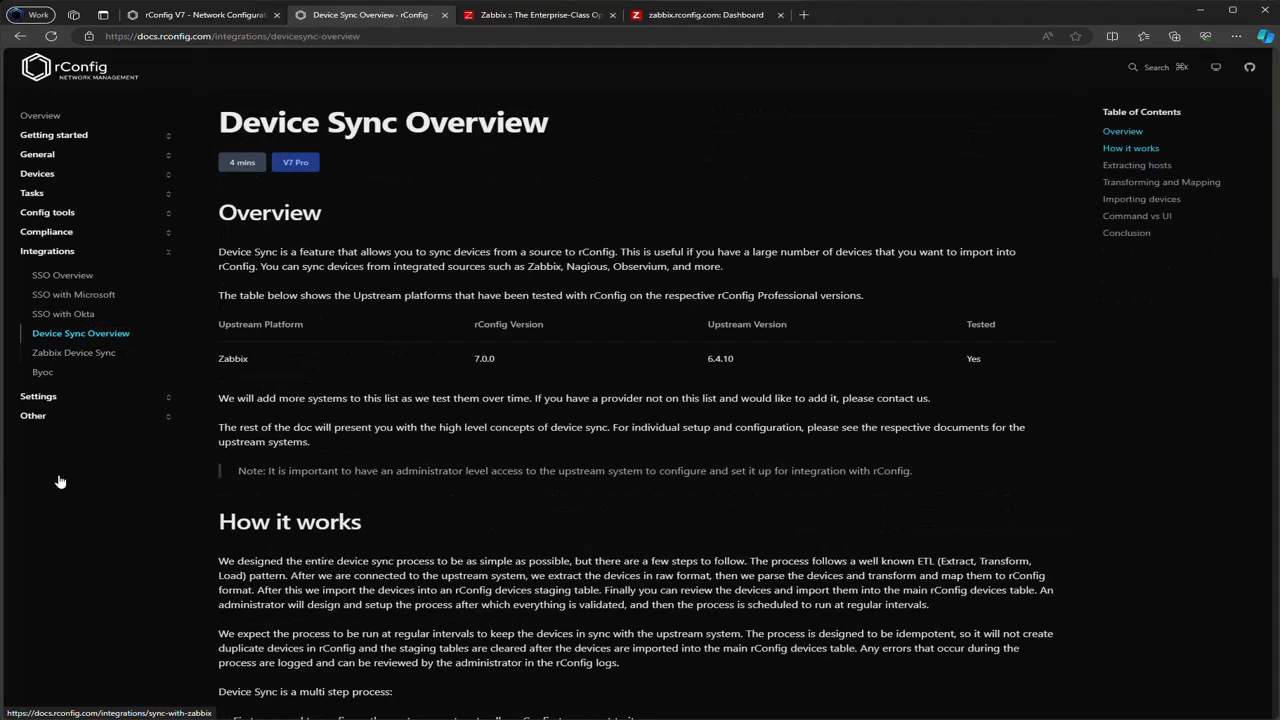 Work
rConfig V7 - Network Configurat
Device Sync Overview - rConfig -
Zabbix :: The Enterprise-Class Op
zabbix.rconfig.com: Dashboard
https://docs.rconfig.com/integrations/devicesync-overview
rConfig
NETWORK MANAGEMENT
Search ⌘K
Overview
Getting started
General
Devices
Tasks
Config tools
Compliance
Integrations
SSO Overview
SSO with Microsoft
SSO with Okta
Device Sync Overview
Zabbix Device Sync
Byoc
Settings
Other
Device Sync Overview
4 mins
V7 Pro
Overview
Device Sync is a feature that allows you to sync devices from a source to rConfig. This is useful if you have a large number of devices that you want to import into
rConfig. You can sync devices from integrated sources such as Zabbix, Nagious, Observium, and more.
The table below shows the Upstream platforms that have been tested with rConfig on the respective rConfig Professional versions.
Upstream Platform rConfig Version Upstream Version Tested
Zabbix 7.0.0 6.4.10 Yes
We will add more systems to this list as we test them over time. If you have a provider not on this list and would like to add it, please contact us.
The rest of the doc will present you with the high level concepts of device sync. For individual setup and configuration, please see the respective documents for the
upstream systems.
Note: It is important to have an administrator level access to the upstream system to configure and set it up for integration with rConfig.
How it works
We designed the entire device sync process to be as simple as possible, but there are a few steps to follow. The process follows a well known ETL (Extract, Transform,
Load) pattern. After we are connected to the upstream system, we extract the devices in raw format, then we parse the devices and transform and map them to rConfig
format. After this we import the devices into an rConfig devices staging table. Finally you can review the devices and import them into the main rConfig devices table. An
administrator will design and setup the process after which everything is validated, and then the process is scheduled to run at regular intervals.
We expect the process to be run at regular intervals to keep the devices in sync with the upstream system. The process is designed to be idempotent, so it will not create
duplicate devices in rConfig and the staging tables are cleared after the devices are imported into the main rConfig devices table. Any errors that occur during the
process are logged and can be reviewed by the administrator in the rConfig logs.
Device Sync is a multi step process:
Table of Contents
Overview
How it works
Extracting hosts
Transforming and Mapping
Importing devices
Command vs UI
Conclusion
https://docs.rconfig.com/integrations/sync-with-zabbix